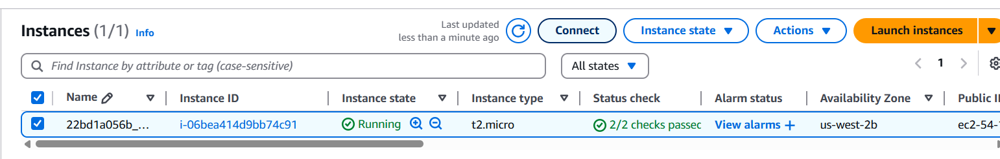 Instances (1/1) Info
Last updated
less than a minute ago
Connect
Instance state
Actions
Launch instances
Find Instance by attribute or tag (case-sensitive)
All states
1
Name Instance ID Instance state Instance type Status check Alarm status Availability Zone Public
22bd1a056b_... i-06bea414d9bb74c91 Running t2.micro 2/2 checks passec View alarms + us-west-2b ec2-54-